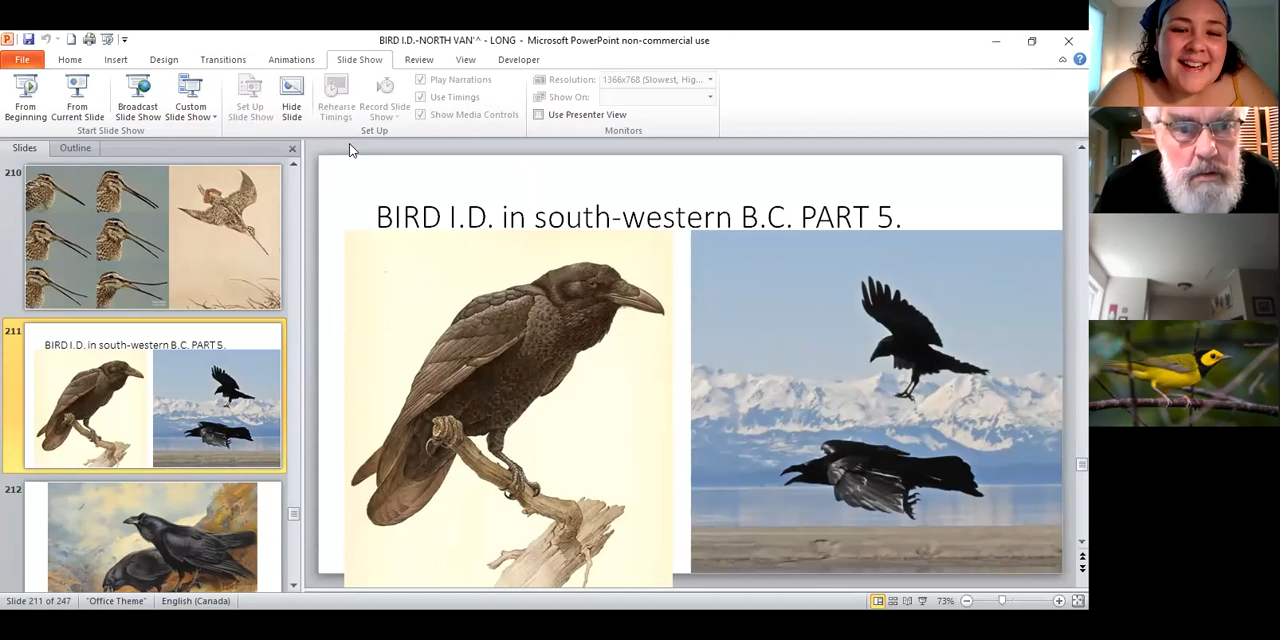 BIRD I.D.-NORTH VAN'^ - LONG - Microsoft PowerPoint non-commercial use
File Home Insert Design Transitions Animations Slide Show Review View Developer
From Beginning
From Current Slide
Broadcast Slide Show
Custom Slide Show
Set Up Slide Show
Hide Slide
Rehearse Timings
Record Slide Show
Play Narrations
Use Timings
Show Media Controls
Resolution: 1366x768 (Slowest, Hig...
Show On:
Use Presenter View
Start Slide Show Set Up Monitors
Slides Outline
210
211
BIRD I.D. in south-western B.C. PART 5.
212
BIRD I.D. in south-western B.C. PART 5.
Slide 211 of 247 "Office Theme" English (Canada) 73%